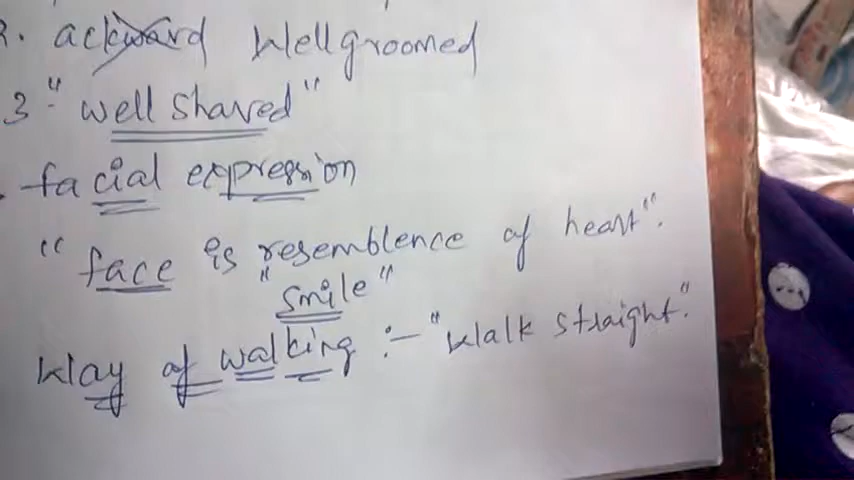 2. ackward Wellgroomed
3 - "well shaved"
. facial expression
"face is resemblence of heart".
"smile"
Way of walking :- "Walk straight."